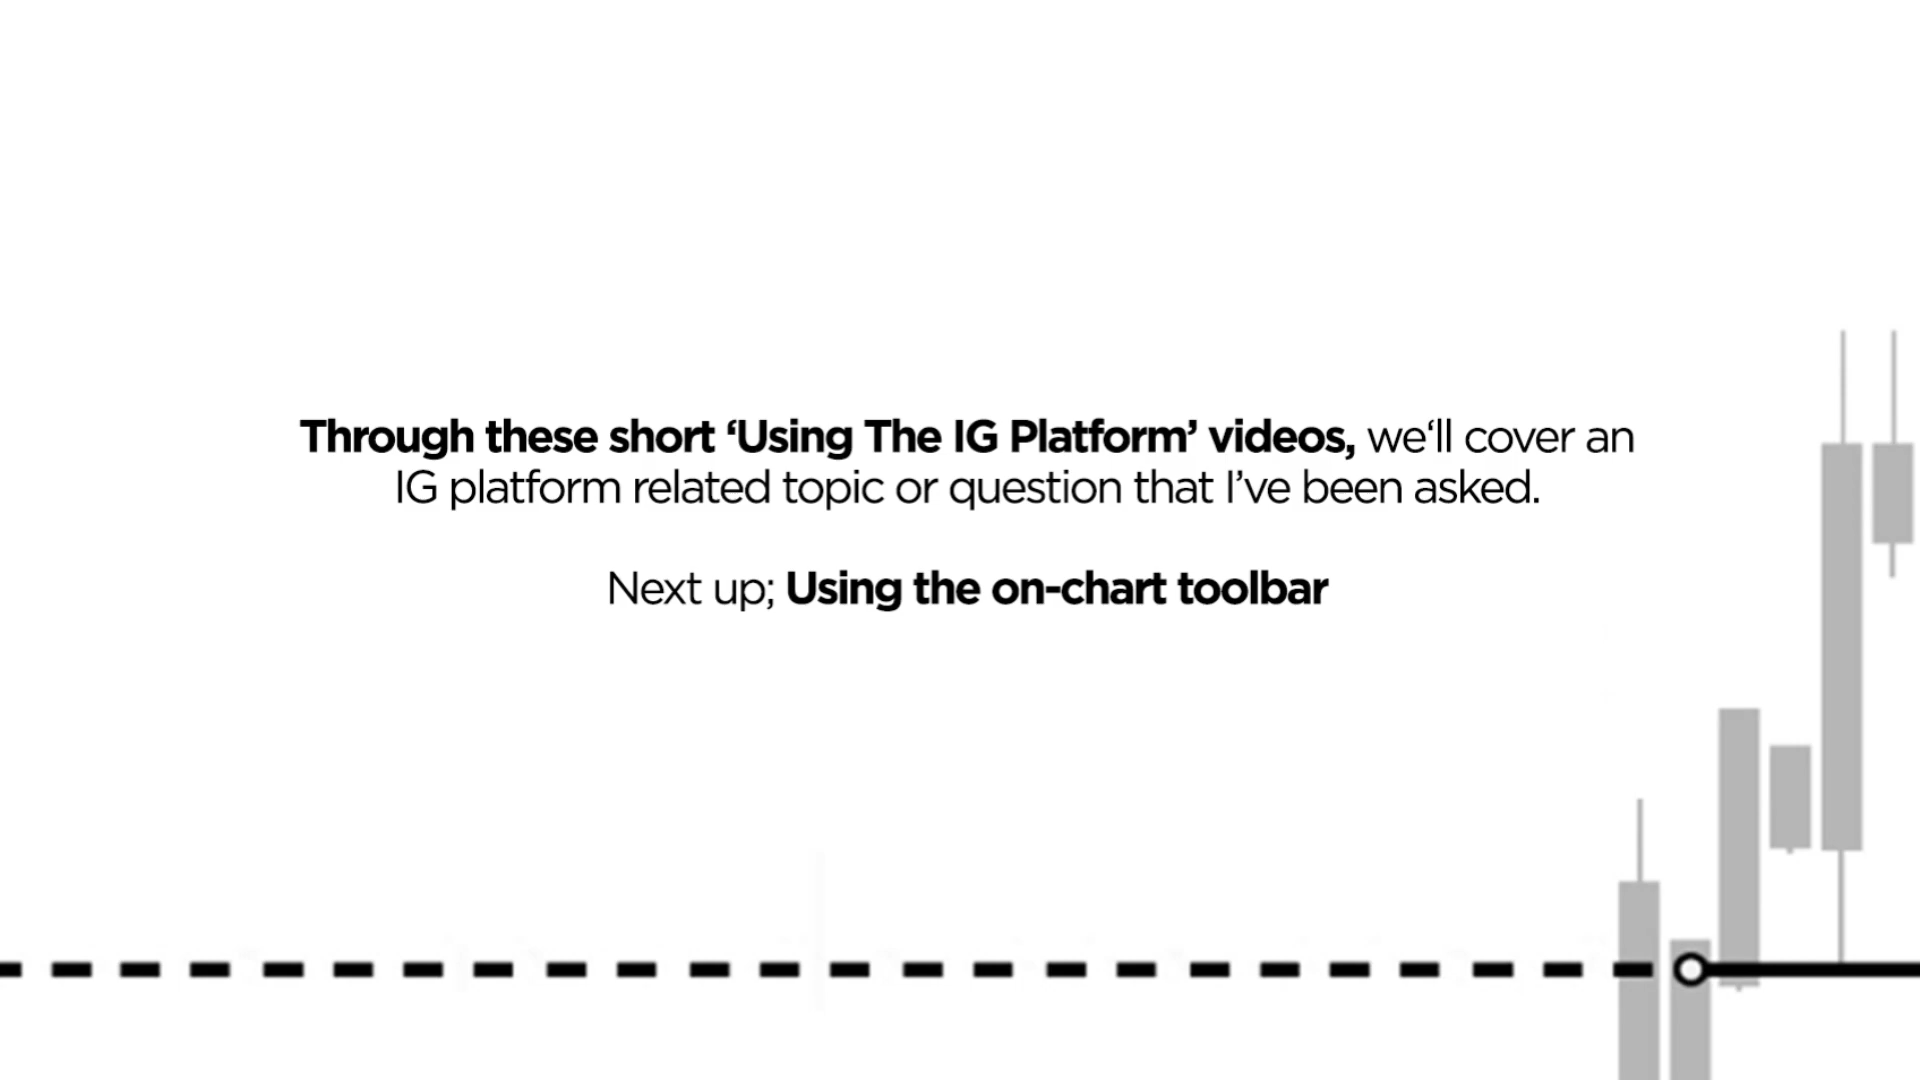 Through these short ‘Using The IG Platform’ videos, we‘ll cover an
IG platform related topic or question that I’ve been asked.
Next up; Using the on-chart toolbar